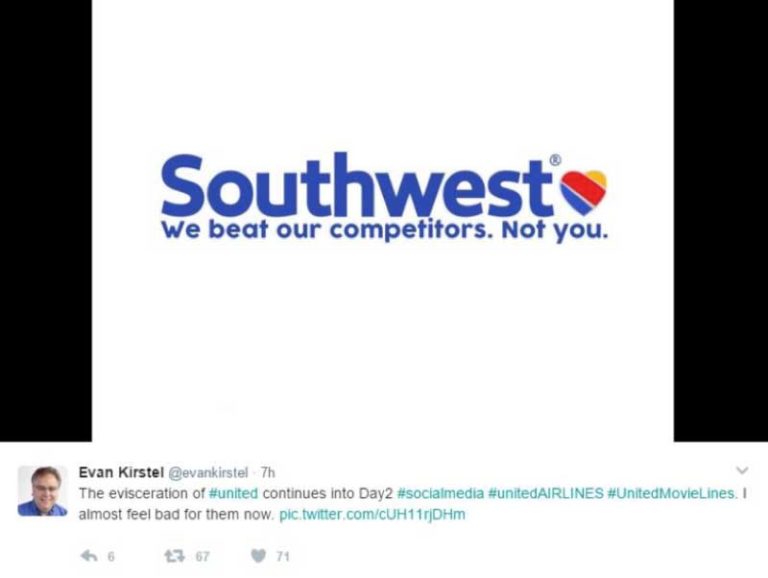 Southwest®
We beat our competitors. Not you.
Evan Kirstel @evankirstel · 7h
The evisceration of #united continues into Day2 #socialmedia #unitedAIRLINES #UnitedMovieLines. I
almost feel bad for them now. pic.twitter.com/cUH11rjDHm
6 67 71